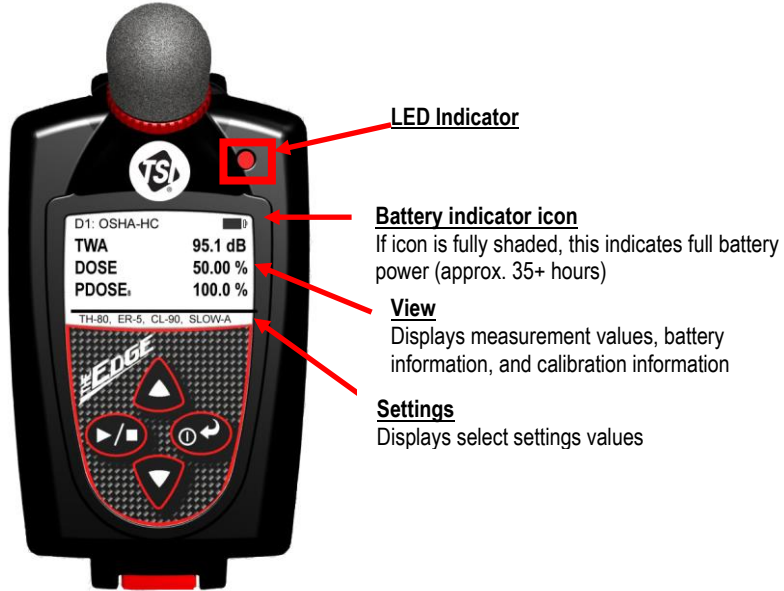 LED Indicator
TSI
®
D1: OSHA-HC
Battery indicator icon
If icon is fully shaded, this indicates full battery
power (approx. 35+ hours)
TWA 95.1 dB
DOSE 50.00 %
PDOSE8 100.0 %
View
Displays measurement values, battery
information, and calibration information
TH-80, ER-5, CL-90, SLOW-A
THE EDGE
Settings
Displays select settings values